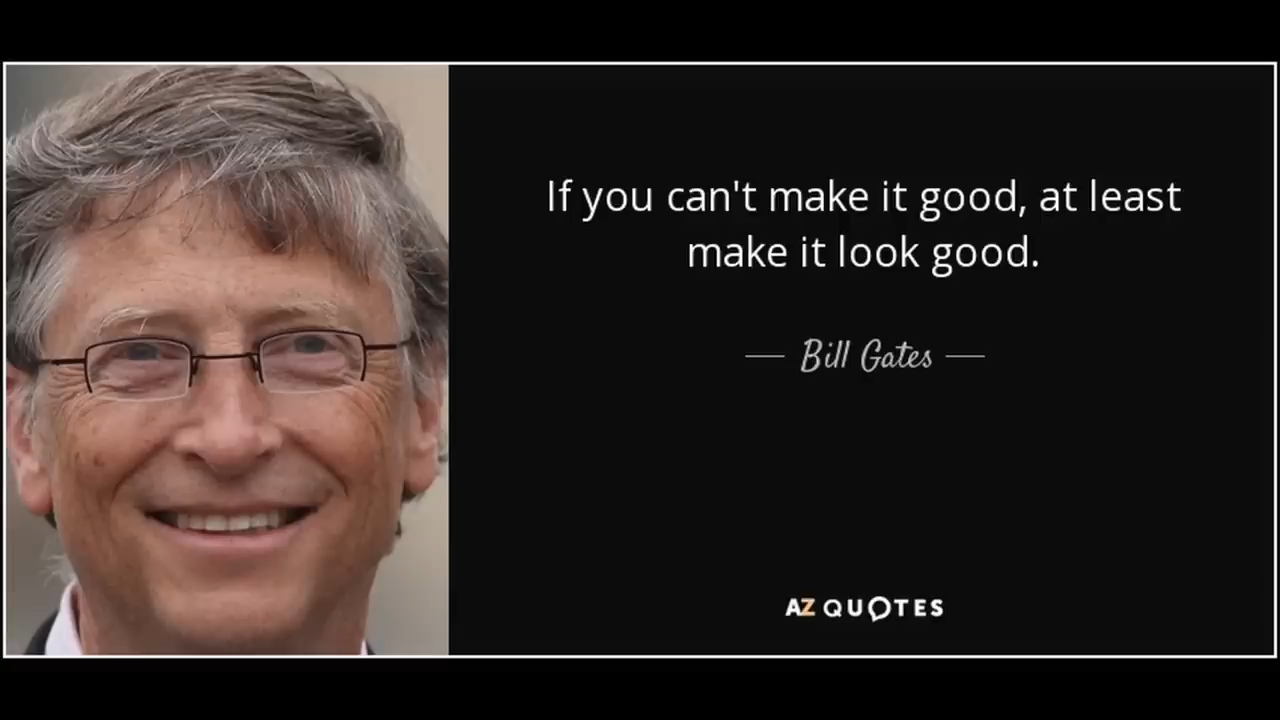 If you can't make it good, at least
make it look good.
Bill Gates
AZ QUOTES